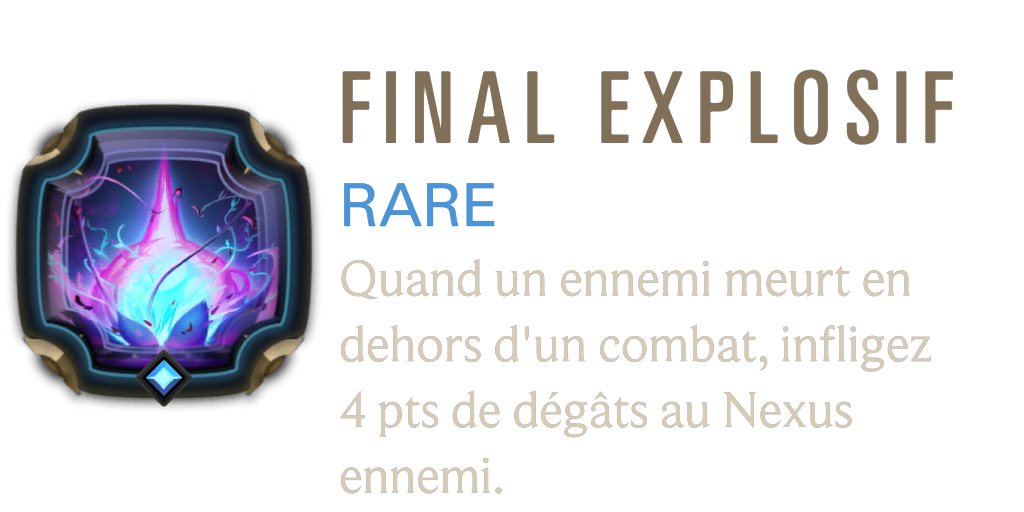 FINAL EXPLOSIF
RARE
Quand un ennemi meurt en
dehors d'un combat, infligez
4 pts de dégâts au Nexus
ennemi.